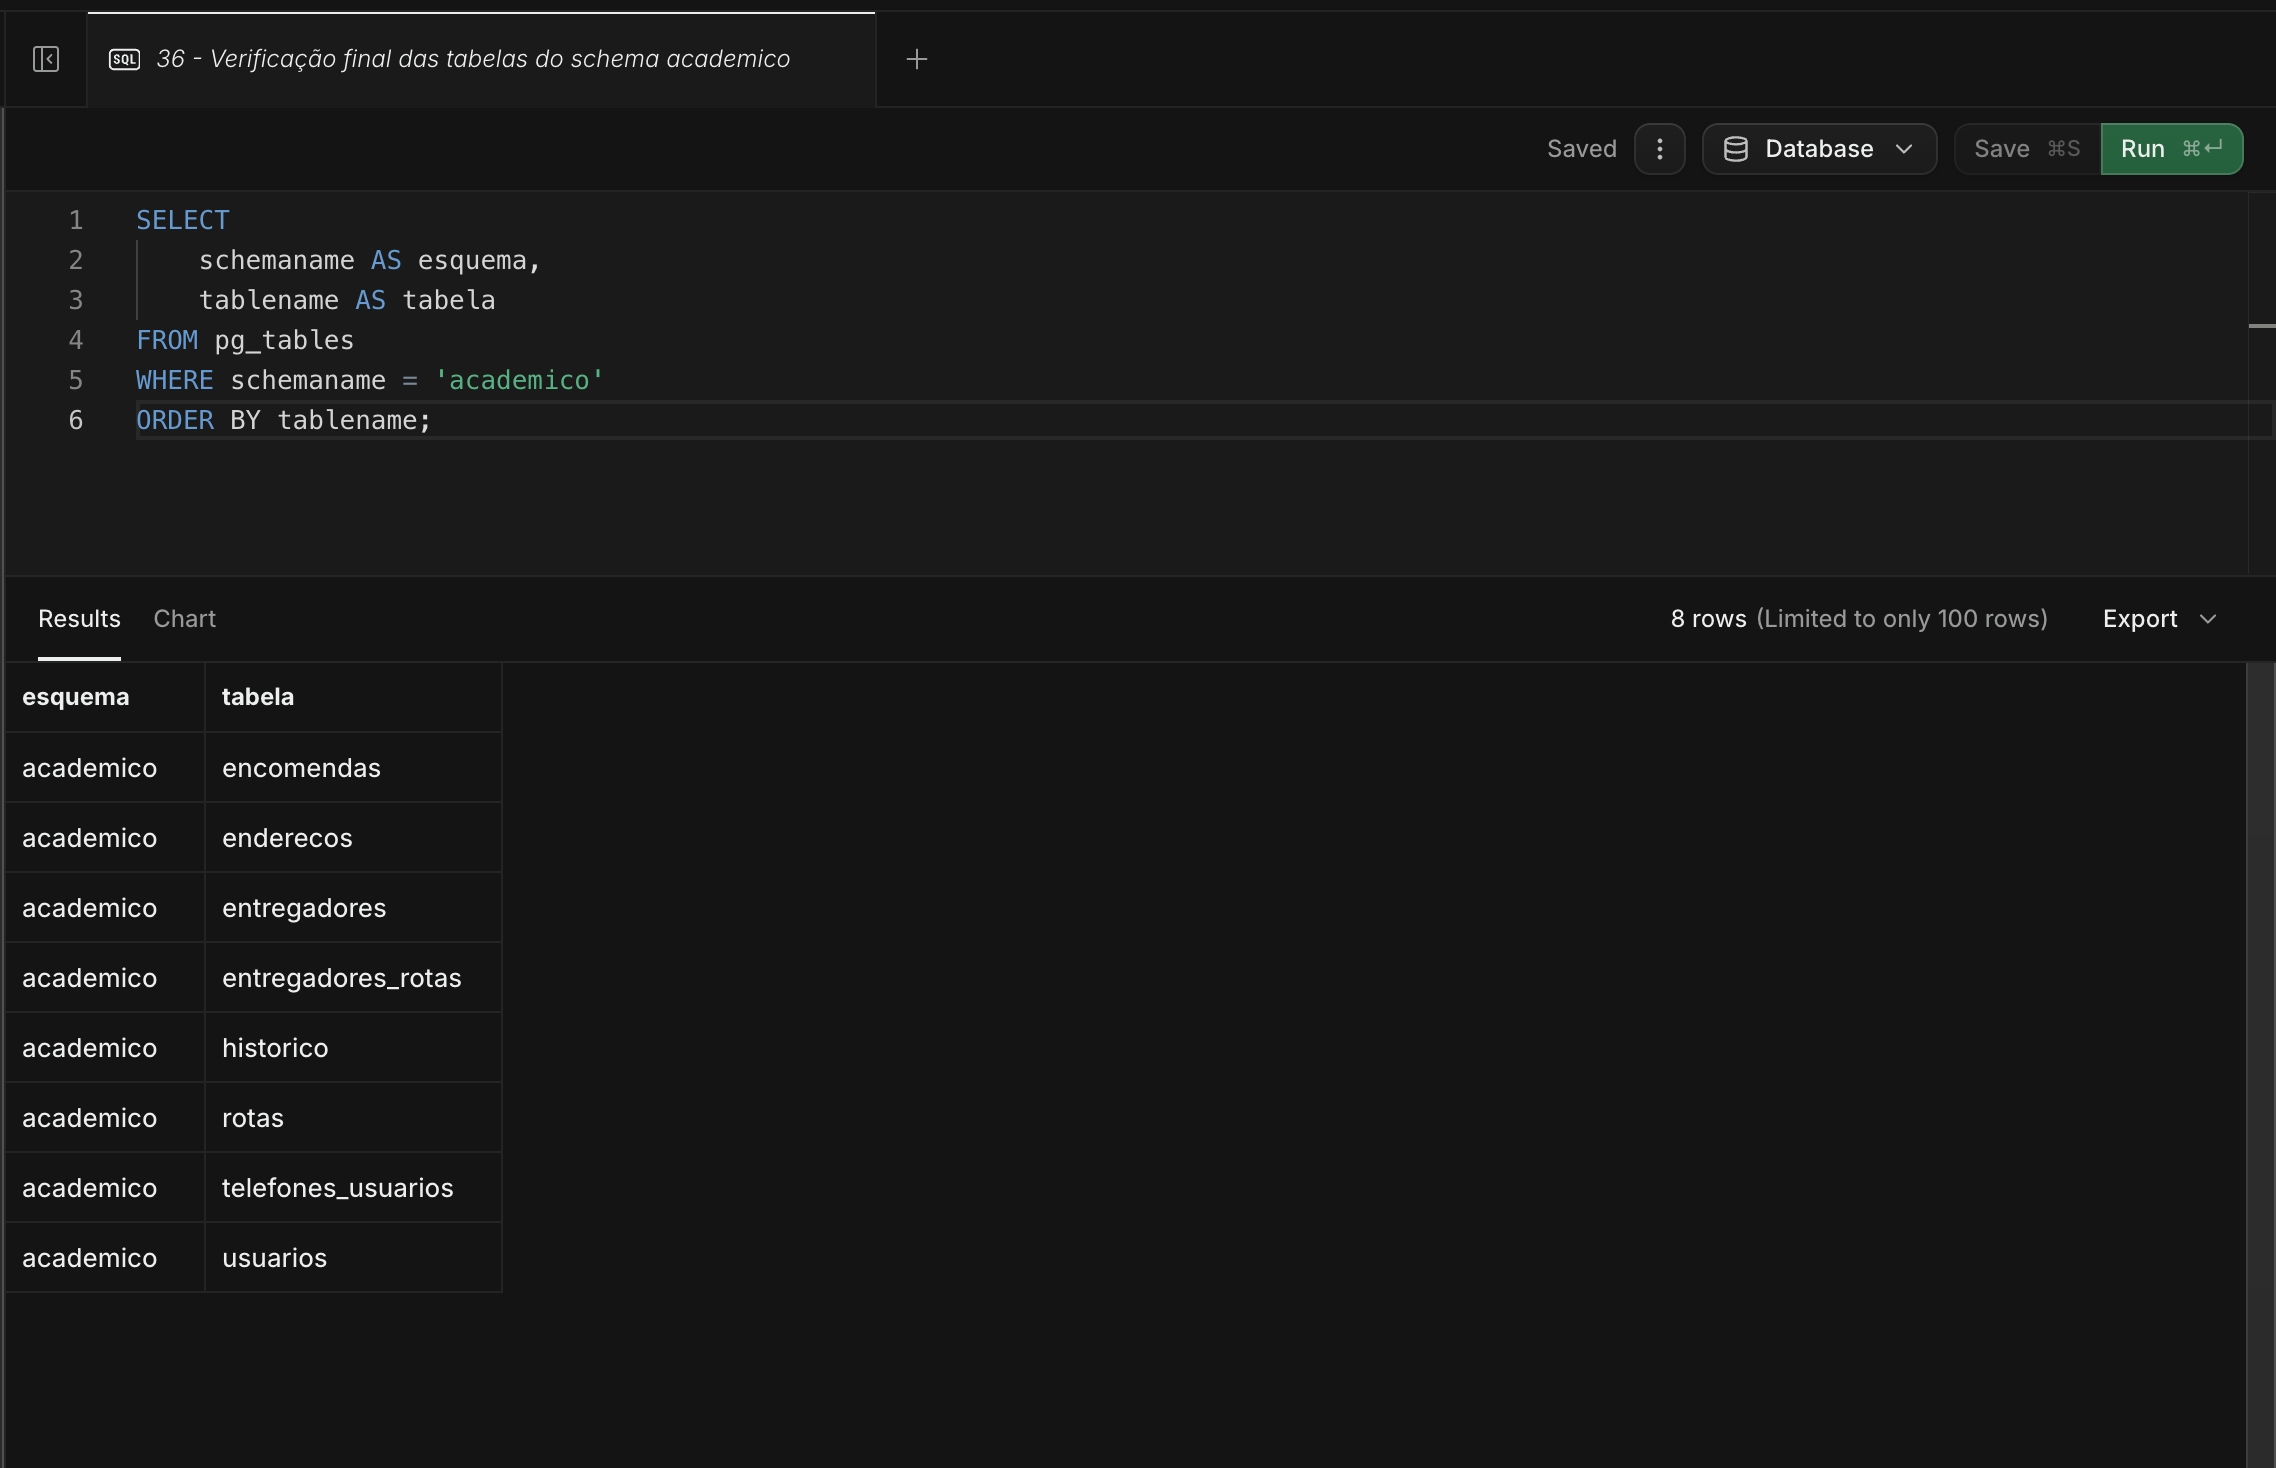 SQL 36 - Verificação final das tabelas do schema academico
Saved Database Save ⌘S Run ⌘↵
1 SELECT
2 schemaname AS esquema,
3 tablename AS tabela
4 FROM pg_tables
5 WHERE schemaname = 'academico'
6 ORDER BY tablename;
Results Chart 8 rows (Limited to only 100 rows) Export
esquema tabela
academico encomendas
academico enderecos
academico entregadores
academico entregadores_rotas
academico historico
academico rotas
academico telefones_usuarios
academico usuarios